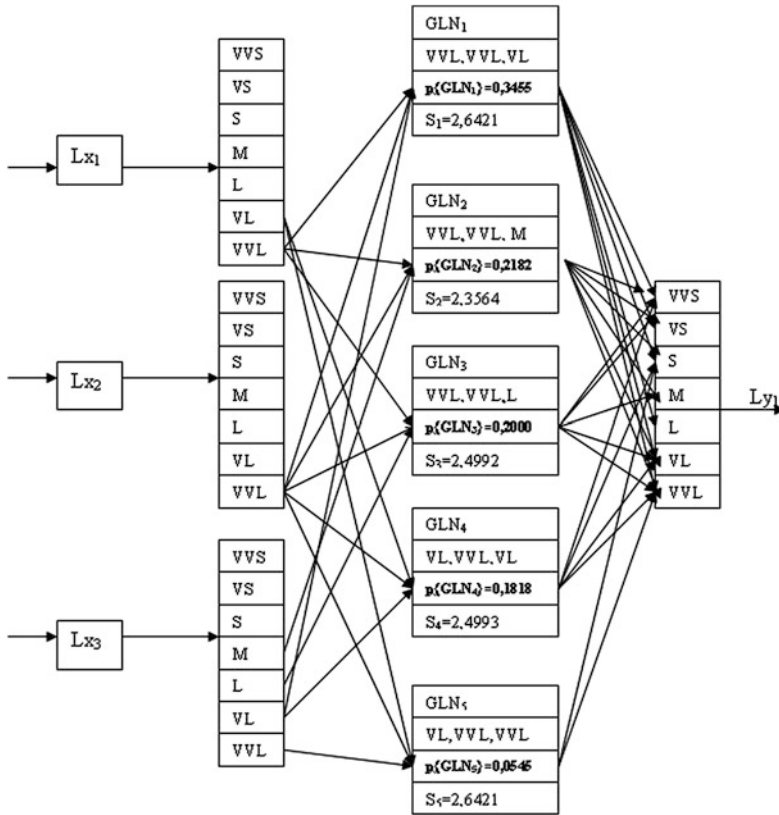 Lx₁
VVS
VS
S
M
L
VL
VVL
Lx₂
VVS
VS
S
M
L
VL
VVL
Lx₃
VVS
VS
S
M
L
VL
VVL
GLN₁
VVL,VVL,VL
p{GLN₁}=0,3455
S₁=2,6421
GLN₂
VVL,VVL, M
p{GLN₂}=0,2182
S₂=2,3564
GLN₃
VVL,VVL,L
p{GLN₃}=0,2000
S₃=2,4992
GLN₄
VL,VVL,VL
p{GLN₄}=0,1818
S₄=2,4993
GLN₅
VL,VVL,VVL
p{GLN₅}=0,0545
S₅=2,6421
VVS
VS
S
M
L
VL
VVL
Ly₁